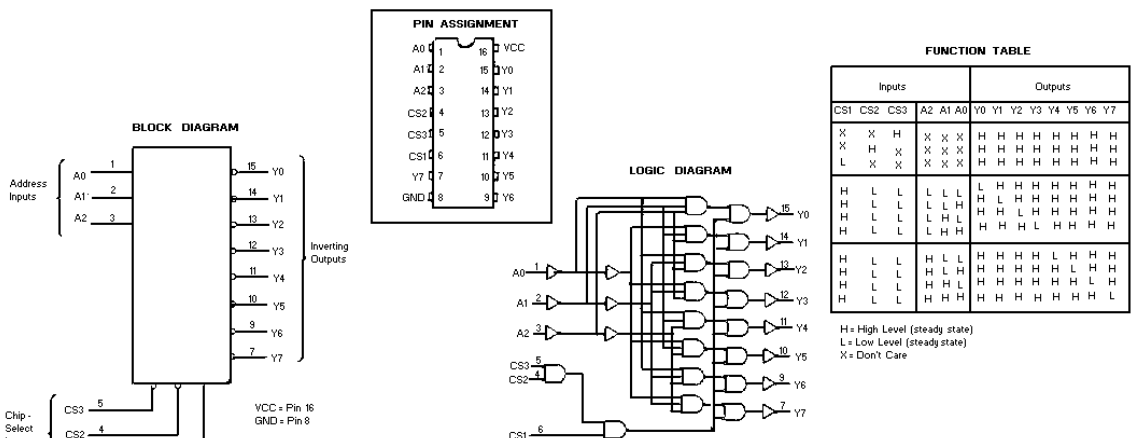 PIN ASSIGNMENT
A0 1 16 VCC
A1 2 15 Y0
A2 3 14 Y1
CS2 4 13 Y2
CS3 5 12 Y3
CS1 6 11 Y4
Y7 7 10 Y5
GND 8 9 Y6
BLOCK DIAGRAM
Address
Inputs
A0 1
A1 2
A2 3
15 Y0
14 Y1
13 Y2
12 Y3
11 Y4
10 Y5
9 Y6
7 Y7
Inverting
Outputs
Chip -
Select
CS3 5
CS2 4
VCC = Pin 16
GND = Pin 8
LOGIC DIAGRAM
A0 1
A1 2
A2 3
CS3 5
CS2 4
CS1 6
15 Y0
14 Y1
13 Y2
12 Y3
11 Y4
10 Y5
9 Y6
7 Y7
FUNCTION TABLE
Inputs Outputs
CS1 CS2 CS3 A2 A1 A0 Y0 Y1 Y2 Y3 Y4 Y5 Y6 Y7
X X H X X X H H H H H H H H
X H X X X X H H H H H H H H
L X X X X X H H H H H H H H
H L L L L L L H H H H H H H
H L L L L H H L H H H H H H
H L L L H L H H L H H H H H
H L L L H H H H H L H H H H
H L L H L L H H H H L H H H
H L L H L H H H H H H L H H
H L L H H L H H H H H H L H
H L L H H H H H H H H H H L
H = High Level (steady state)
L = Low Level (steady state)
X = Don't Care